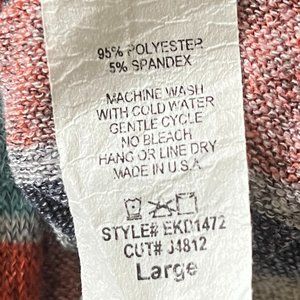 95% POLYESTER
5% SPANDEX
MACHINE WASH
WITH COLD WATER
GENTLE CYCLE
NO BLEACH
HANG OR LINE DRY
MADE IN U.S.A.
STYLE# EKD1472
CUT# J4812
Large